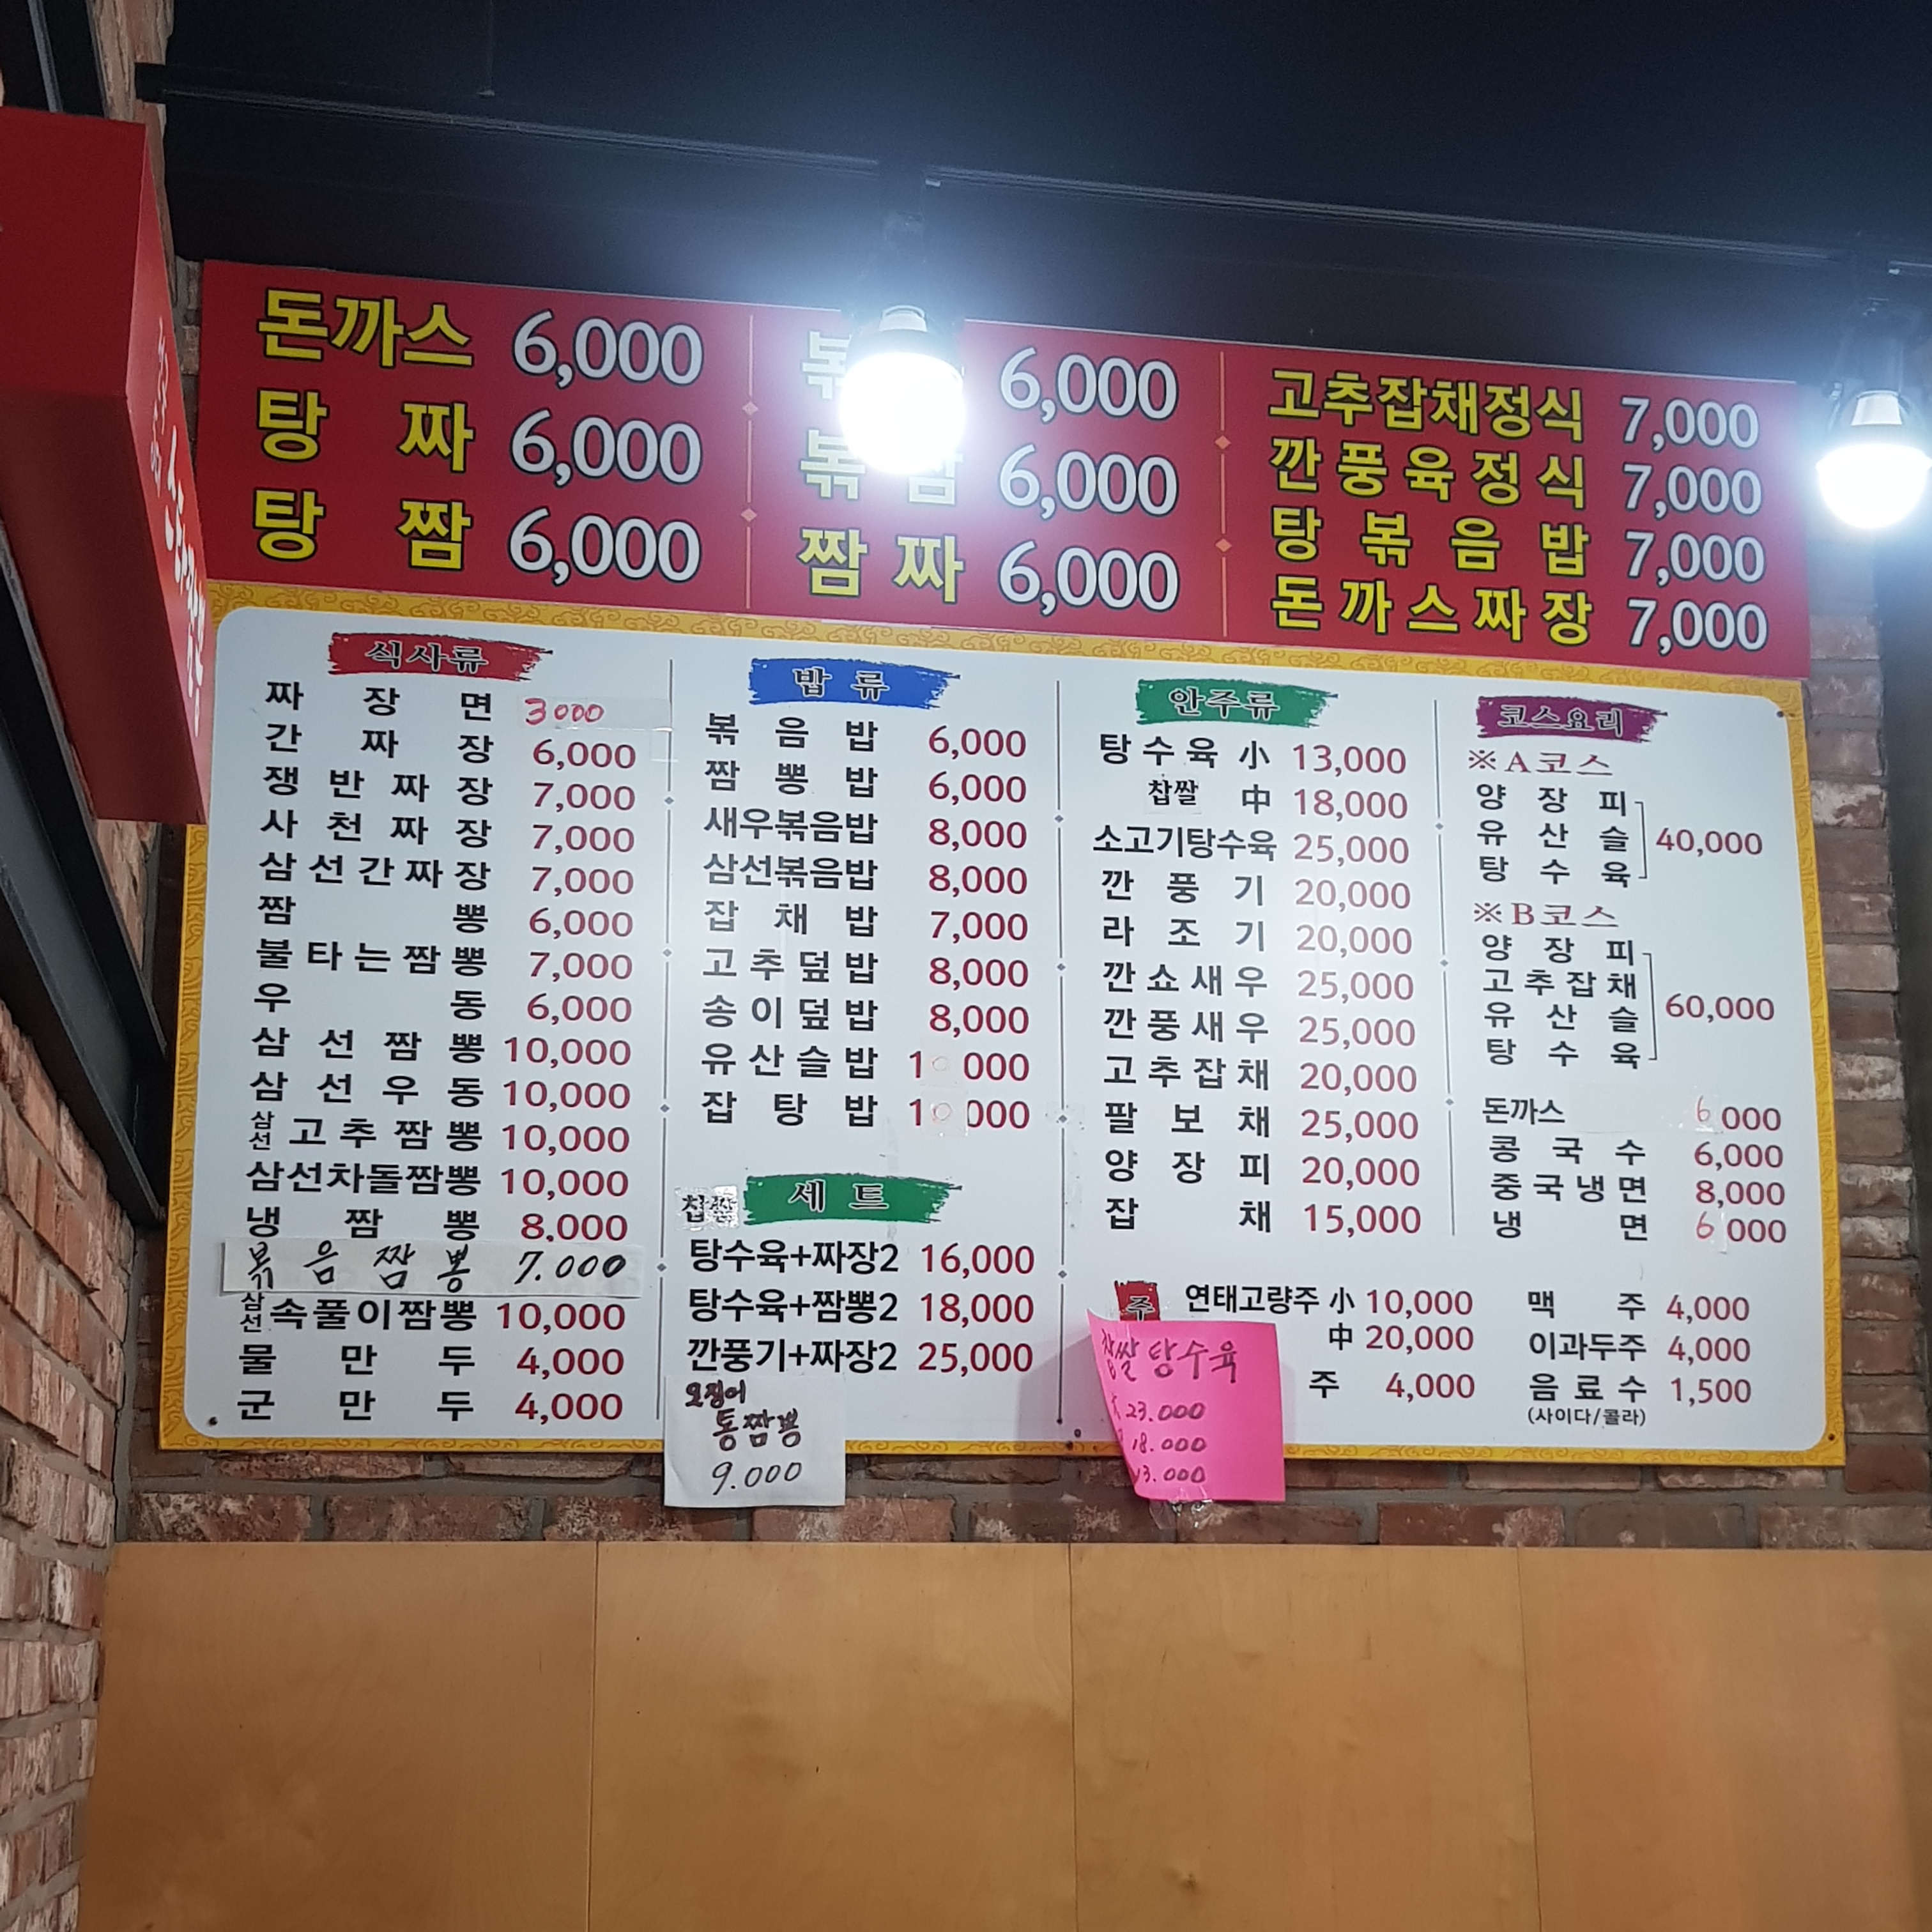 돈까스 6,000
탕 짜 6,000
탕 짬 6,000
6,000
6,000
짬 짜 6,000
고추잡채정식 7,000
깐풍육정식 7,000
탕볶음밥 7,000
돈까스짜장 7,000
식사류
짜장면 3000
간짜장 6,000
쟁반짜장 7,000
사천짜장 7,000
삼선간짜장 7,000
짬뽕 6,000
불타는짬뽕 7,000
우동 6,000
삼선짬뽕 10,000
삼선우동 10,000
삼선고추짬뽕 10,000
삼선차돌짬뽕 10,000
냉짬뽕 8,000
볶음짬뽕 7.000
삼선속풀이짬뽕 10,000
물만두 4,000
군만두 4,000
밥류
볶음밥 6,000
짬뽕밥 6,000
새우볶음밥 8,000
삼선볶음밥 8,000
잡채밥 7,000
고추덮밥 8,000
송이덮밥 8,000
유산슬밥 10 000
잡탕밥 10 000
찹쌀 세트
탕수육+짜장2 16,000
탕수육+짬뽕2 18,000
깐풍기+짜장2 25,000
오징어
통짬뽕
9.000
안주류
탕수육 小 13,000
찹쌀 中 18,000
소고기탕수육 25,000
깐풍기 20,000
라조기 20,000
깐쇼새우 25,000
깐풍새우 25,000
고추잡채 20,000
팔보채 25,000
양장피 20,000
잡채 15,000
코스요리
※A코스
양장피
유산슬 40,000
탕수육
※B코스
양장피
고추잡채
유산슬 60,000
탕수육
돈까스 6 000
콩국수 6,000
중국냉면 8,000
냉면 6 000
주
연태고량주 小 10,000
中 20,000
주 4,000
맥주 4,000
이과두주 4,000
음료수 1,500
(사이다/콜라)
찹쌀 탕수육
23.000
18.000
13.000